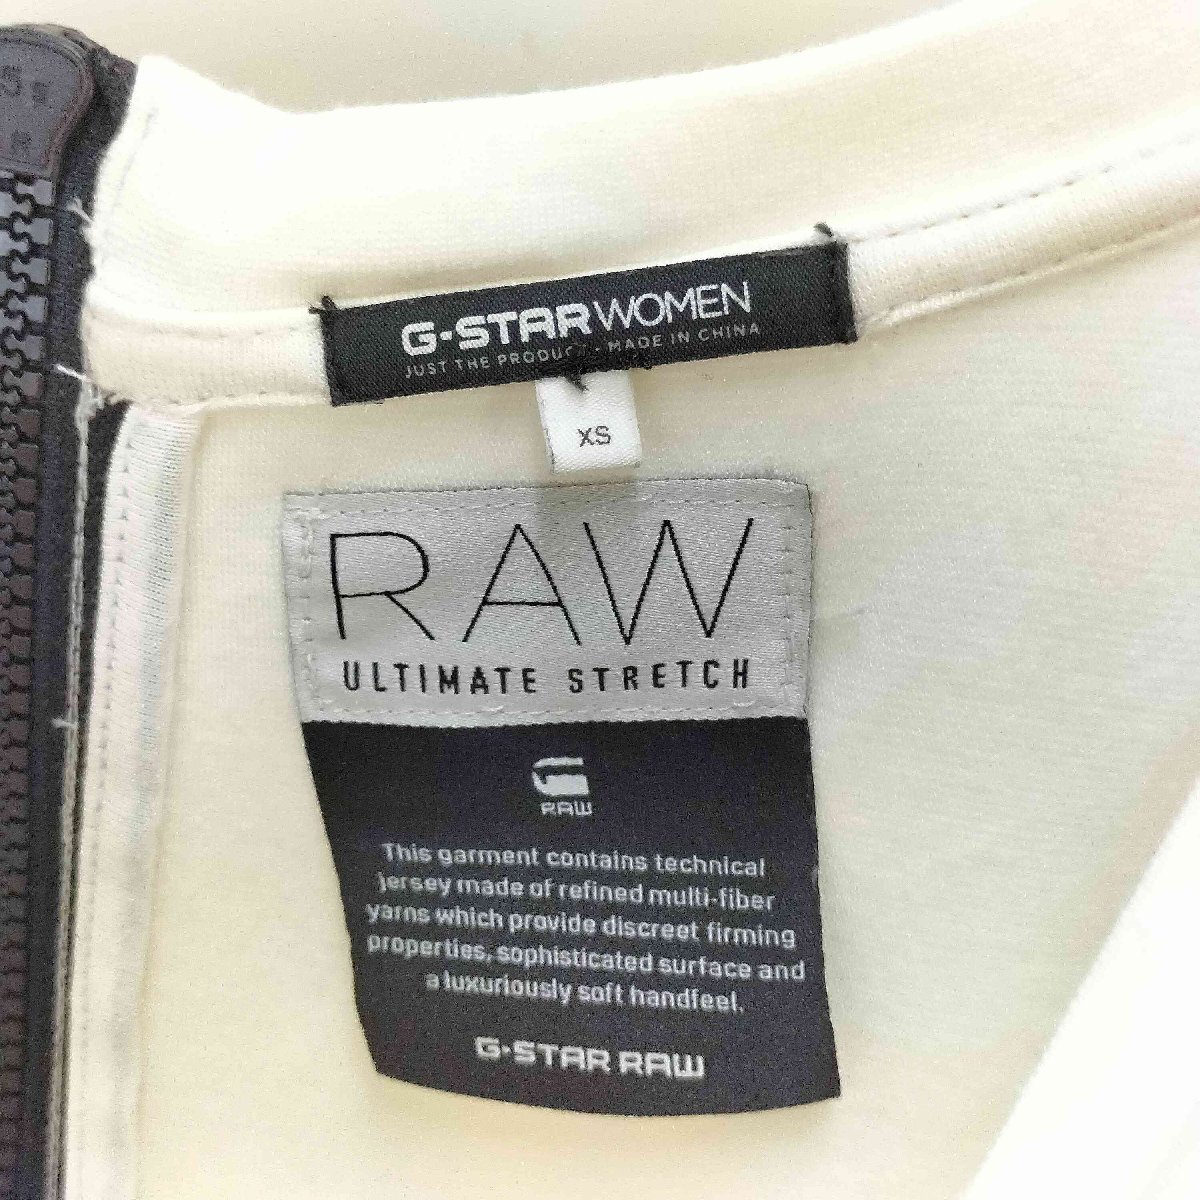 G-STAR WOMEN
JUST THE PRODUCT · MADE IN CHINA
XS
RAW
ULTIMATE STRETCH
RAW
This garment contains technical
jersey made of refined multi-fiber
yarns which provide discreet firming
properties, sophisticated surface and
a luxuriously soft handfeel.
G-STAR RAW